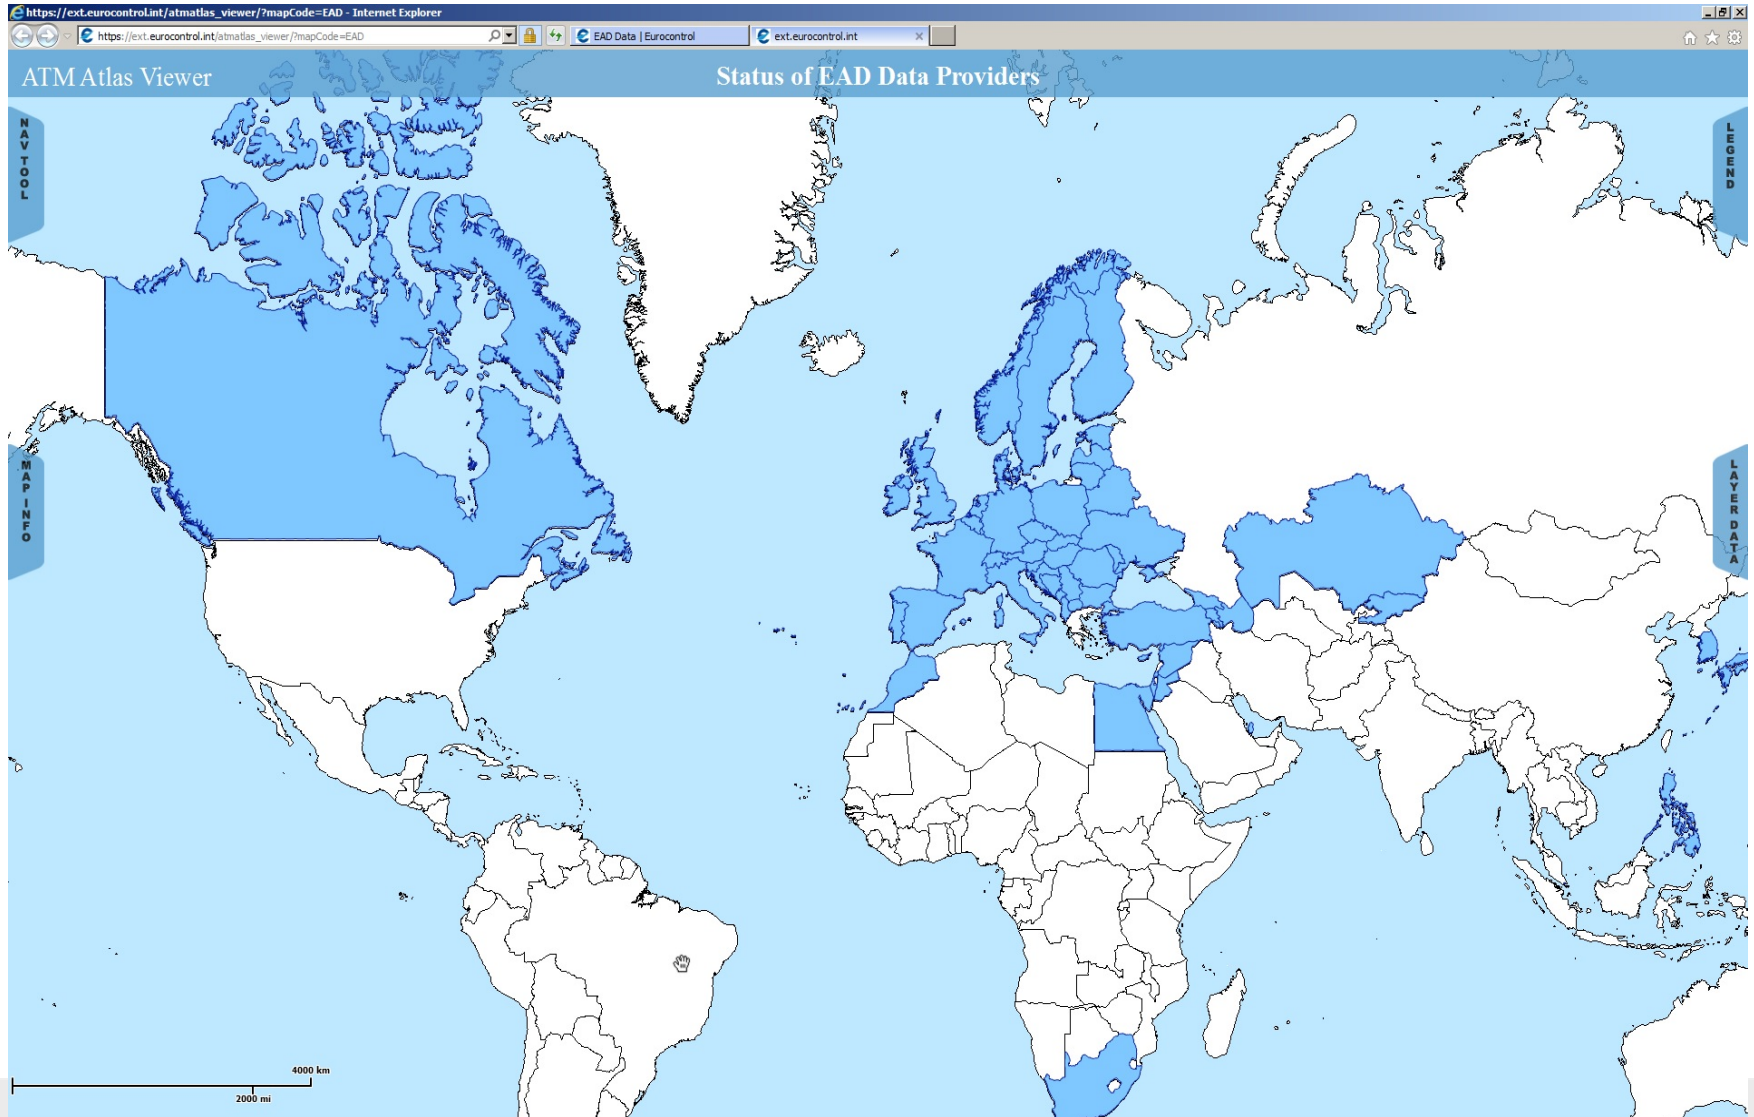 https://ext.eurocontrol.int/atmatlas_viewer/?mapCode=EAD - Internet Explorer
https://ext.eurocontrol.int/atmatlas_viewer/?mapCode=EAD
EAD Data | Eurocontrol
ext.eurocontrol.int
ATM Atlas Viewer
Status of EAD Data Providers
NAV TOOL
LEGEND
MAP INFO
LAYER DATA
4000 km
2000 mi